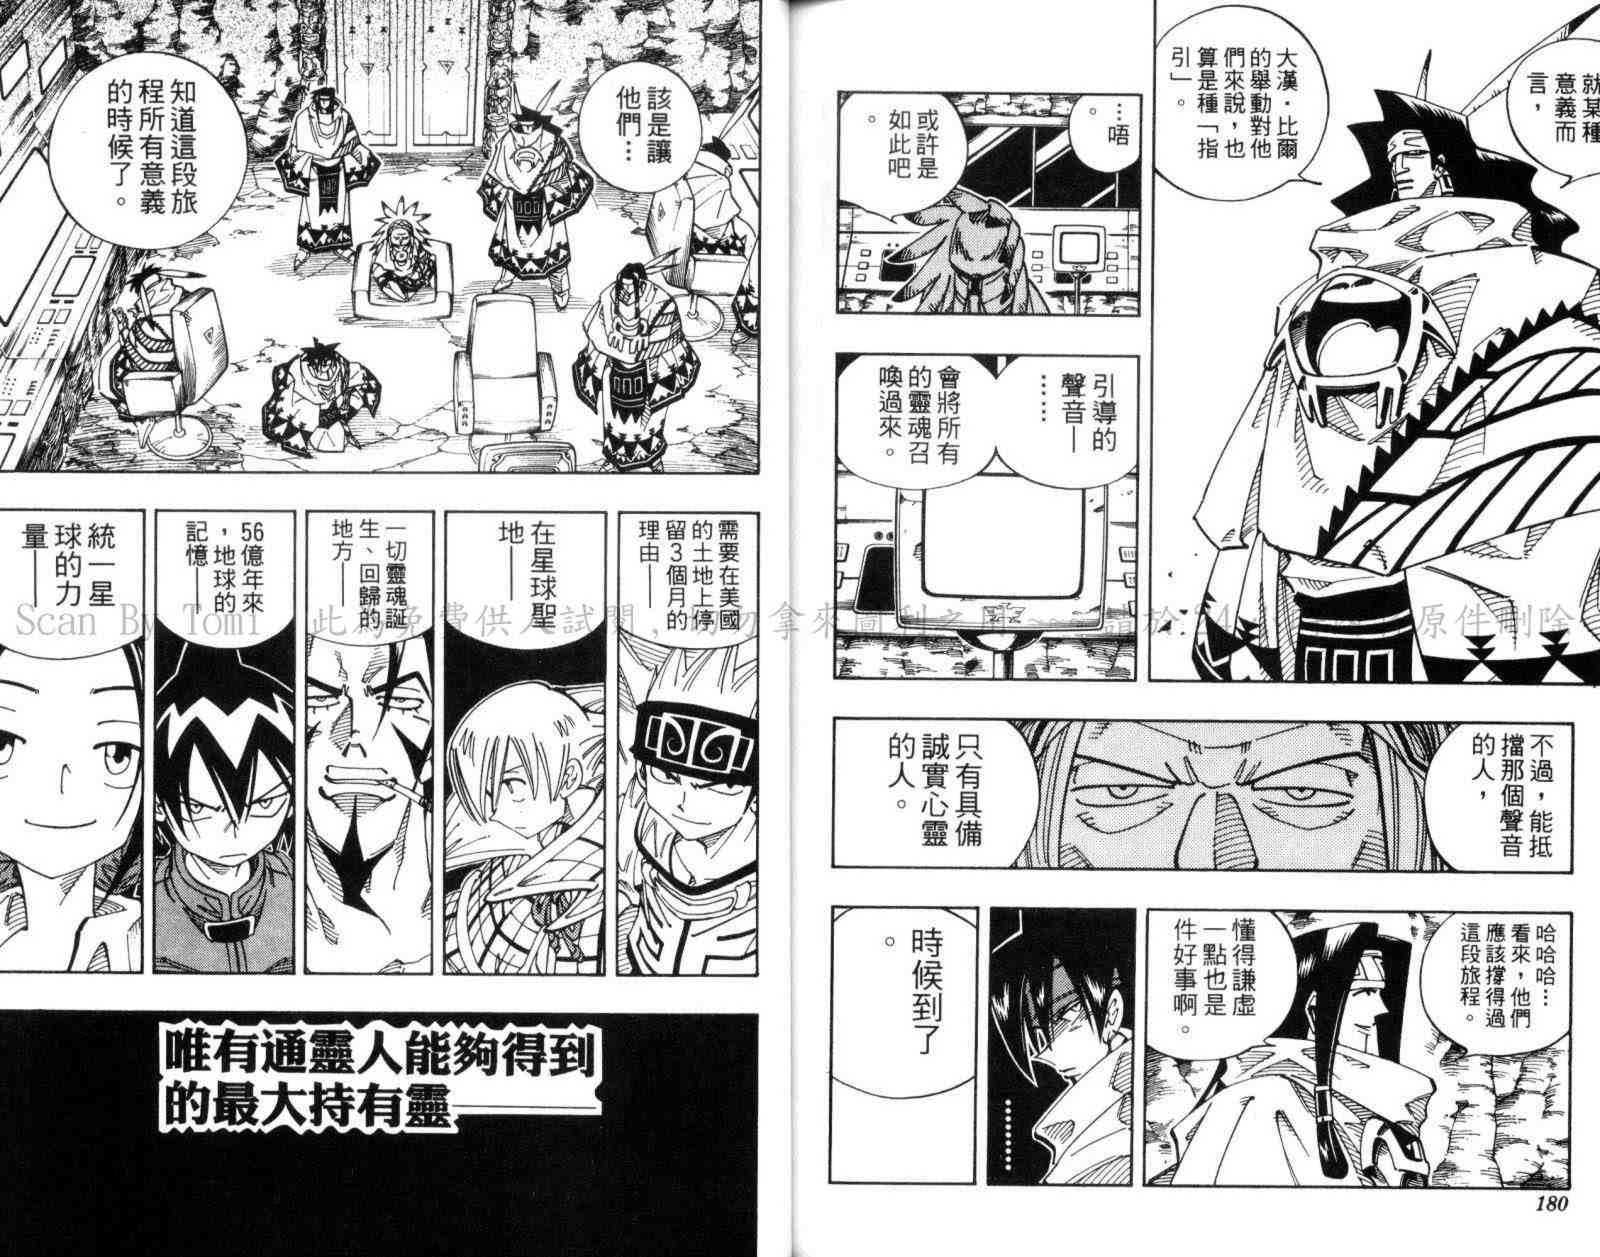 就某種
意義而
言，
大漢·比爾
的舉動對他
們來說，也
算是種「指
引」。
…唔
。
或許是
如此吧
。
引導的
聲音—
……
會將所有
的靈魂召
喚過來。
不過，能抵
擋那個聲音
的人，
只有具備
誠實心靈
的人。
哈哈哈…
看來，他們
應該撐得過
這段旅程。
懂得謙虛
一點也是
件好事啊。
………
時候到了
。
180
該是讓
他們…
知道這段旅
程所有意義
的時候了。
需要在美國
的土地上停
留3個月的
理由——
在星球聖
地——
一切靈魂誕
生、回歸的
地方——
56億年來
，地球的
記憶——
統一星
球的力
量——
唯有通靈人能夠得到
的最大持有靈——
Scan By Tomi 此為免費供人試閱，